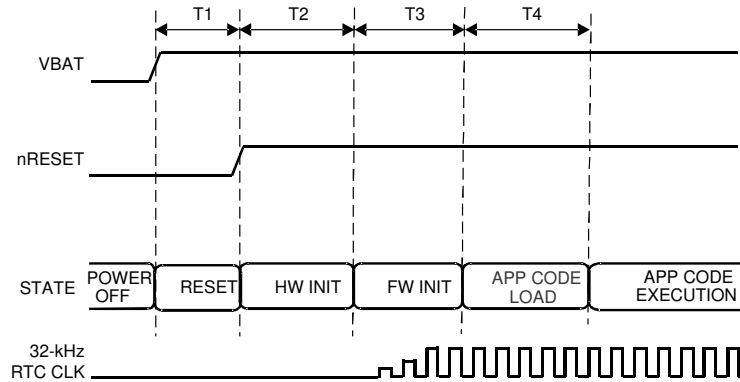 T1 T2 T3 T4
VBAT
nRESET
STATE
POWER
OFF
RESET
HW INIT
FW INIT
APP CODE
LOAD
APP CODE
EXECUTION
32-kHz
RTC CLK